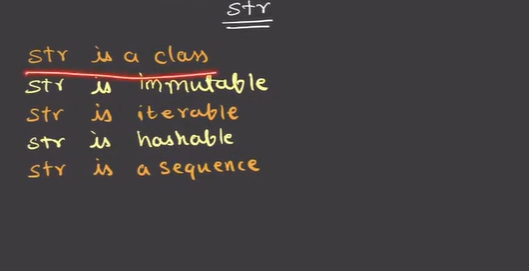 str
str is a class
str is immutable
str is iterable
str is hashable
str is a sequence